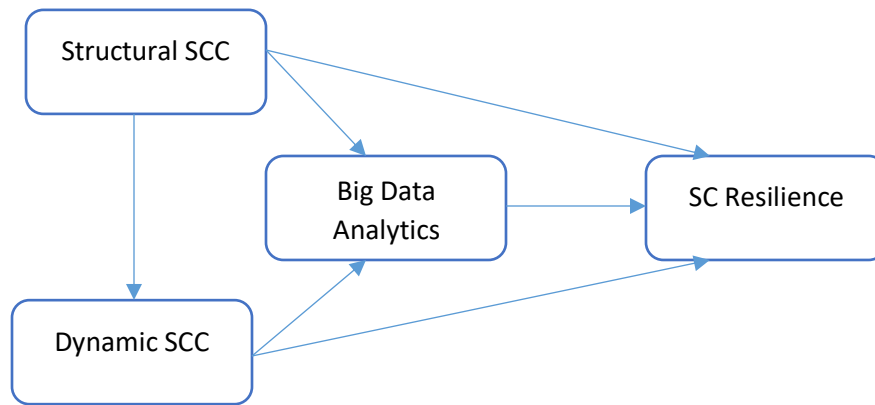 Structural SCC
Big Data
Analytics
SC Resilience
Dynamic SCC